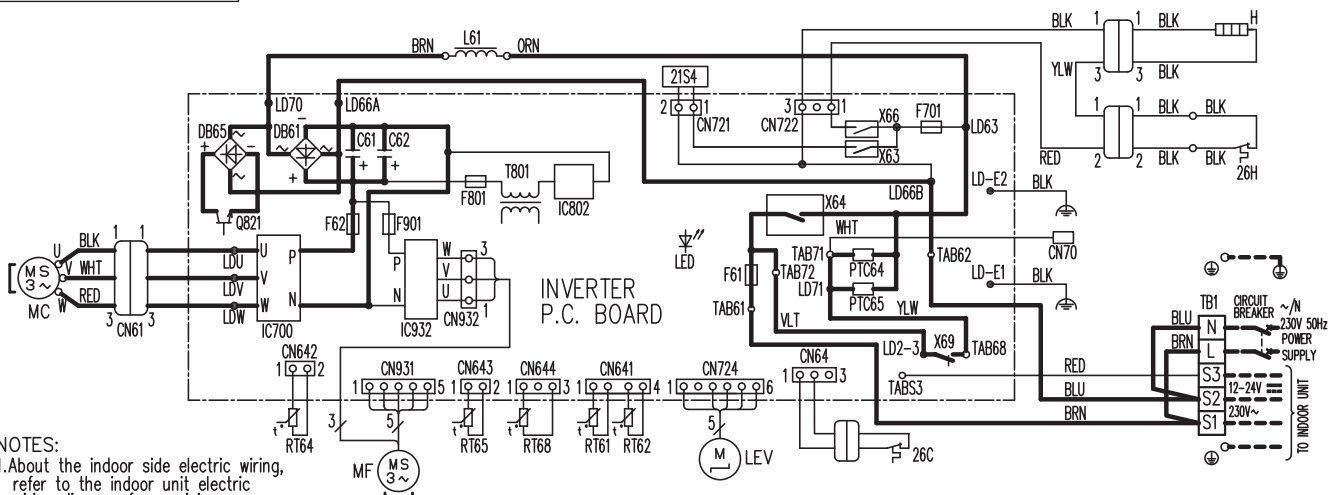 BLK 1 1 BLK H
BRN L61 ORN
21S4
YLW 3 3 BLK
LD70 LD66A
2 1 CN721
3 1 CN722
X66 F701
X63
LD63
1 1 BLK BLK
RED 2 2 BLK BLK
26H
DB65 ~ + - ~
DB61 - ~ ~ +
C61 + C62 +
Q821
F801 T801 IC802
LD66B
LD-E2 BLK
X64
WHT
F62 F901
LED
TAB71 PTC64 TAB62
CN70
F61 TAB72
LD71 PTC65
LD-E1 BLK
TAB61
VLT YLW
U BLK 1 1 LDU U P
MS 3~ V WHT LDV V
W RED 3 3 LDW W N
MC CN61 IC700
P W 3
V
N U 1
IC932 CN932
INVERTER
P.C. BOARD
LD2-3 X69 TAB68
TABS3
RED
BLU
BRN
TB1
CIRCUIT
BREAKER
~/N
230V 50Hz
POWER
SUPPLY
BLU N
BRN L
S3
12-24V
S2
230V~
S1
TO INDOOR UNIT
CN642
1 2
t°
RT64
CN931
1 5
3 5
MF MS 3~
CN643
1 2
t°
RT65
CN644
1 3
t°
RT68
CN641
1 4
t° t°
RT61 RT62
CN724
1 6
5
M LEV
CN64
1 3
26C
NOTES:
1.About the indoor side electric wiring,
refer to the indoor unit electric